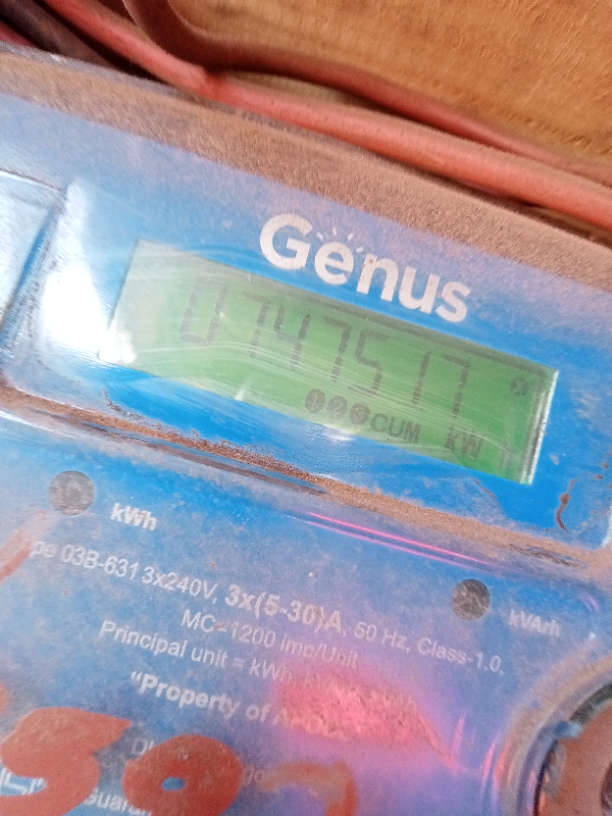 Genus
0747517
123CUM kW
kWh
kVArh
pe 03B-631 3x240V, 3x(5-30)A, 50 Hz, Class-1.0,
MC-1200 imp/Unit
Principal unit = kWh
"Property of